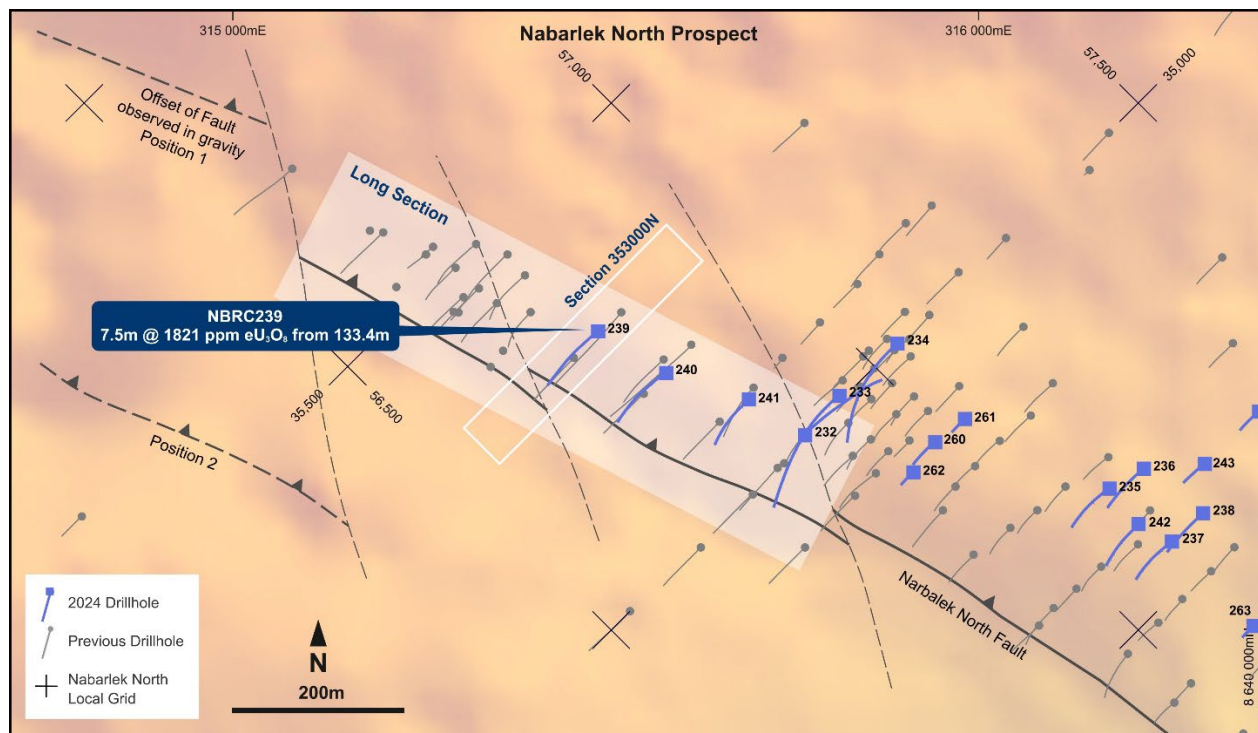 315 000mE
Nabarlek North Prospect
316 000mE
57,000
57,500
35,000
Offset of Fault
observed in gravity
Position 1
Long Section
Section 353000N
NBRC239
7.5m @ 1821 ppm eU₃O₈ from 133.4m
239
234
240
241
233
261
232
260
262
35,500
56,500
Position 2
236
243
235
238
242
237
263
Narbalek North Fault
8 640 000mN
2024 Drillhole
Previous Drillhole
Nabarlek North
Local Grid
N
200m